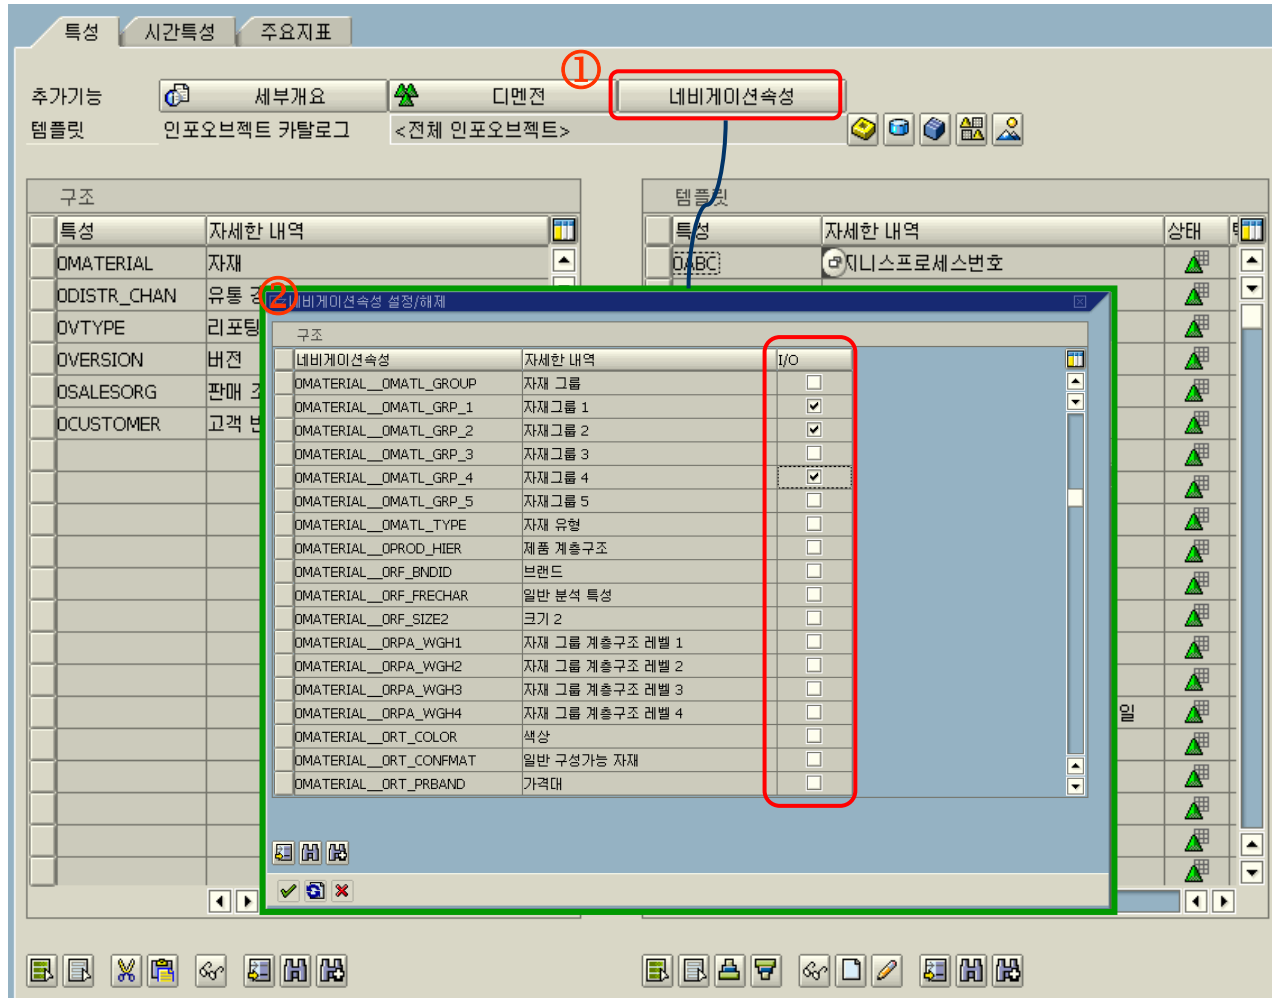 특성 시간특성 주요지표
①
추가기능 세부개요 디멘전 네비게이션속성
템플릿 인포오브젝트 카탈로그 <전체 인포오브젝트>
구조
특성 자세한 내역
0MATERIAL 자재
0DISTR_CHAN 유통
0VTYPE 리포팅
0VERSION 버전
0SALESORG 판매
0CUSTOMER 고객
템플릿
특성 자세한 내역 상태
0ABC 지니스프로세스번호
일
②
네비게이션속성 설정/해제
구조
네비게이션속성 자세한 내역 I/O
0MATERIAL__0MATL_GROUP 자재 그룹
0MATERIAL__0MATL_GRP_1 자재그룹 1
0MATERIAL__0MATL_GRP_2 자재그룹 2
0MATERIAL__0MATL_GRP_3 자재그룹 3
0MATERIAL__0MATL_GRP_4 자재그룹 4
0MATERIAL__0MATL_GRP_5 자재그룹 5
0MATERIAL__0MATL_TYPE 자재 유형
0MATERIAL__0PROD_HIER 제품 계층구조
0MATERIAL__0RF_BNDID 브랜드
0MATERIAL__0RF_FRECHAR 일반 분석 특성
0MATERIAL__0RF_SIZE2 크기 2
0MATERIAL__0RPA_WGH1 자재 그룹 계층구조 레벨 1
0MATERIAL__0RPA_WGH2 자재 그룹 계층구조 레벨 2
0MATERIAL__0RPA_WGH3 자재 그룹 계층구조 레벨 3
0MATERIAL__0RPA_WGH4 자재 그룹 계층구조 레벨 4
0MATERIAL__0RT_COLOR 색상
0MATERIAL__0RT_CONFMAT 일반 구성가능 자재
0MATERIAL__0RT_PRBAND 가격대